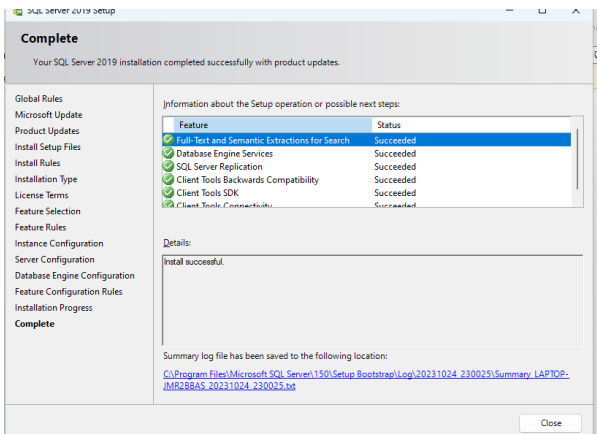 SQL Server 2019 Setup
Complete
Your SQL Server 2019 installation completed successfully with product updates.
Global Rules
Microsoft Update
Product Updates
Install Setup Files
Install Rules
Installation Type
License Terms
Feature Selection
Feature Rules
Instance Configuration
Server Configuration
Database Engine Configuration
Feature Configuration Rules
Installation Progress
Complete
Information about the Setup operation or possible next steps:
Feature Status
Full-Text and Semantic Extractions for Search Succeeded
Database Engine Services Succeeded
SQL Server Replication Succeeded
Client Tools Backwards Compatibility Succeeded
Client Tools SDK Succeeded
Client Tools Connectivity Succeeded
Details:
Install successful.
Summary log file has been saved to the following location:
C:\Program Files\Microsoft SQL Server\150\Setup Bootstrap\Log\20231024_230025\Summary_LAPTOP-
JMR2BBAS_20231024_230025.txt
Close